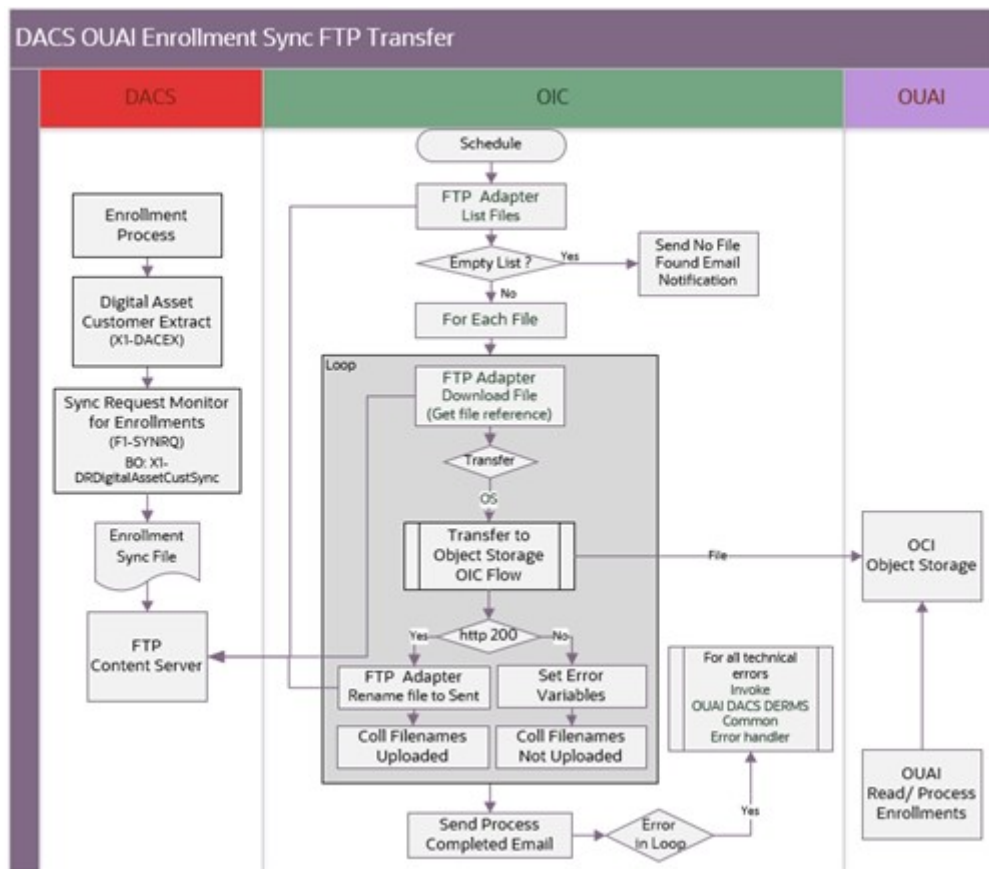 DACS OUAI Enrollment Sync FTP Transfer
DACS
OIC
OUAI
Enrollment
Process
Digital Asset
Customer Extract
(X1-DACEX)
Sync Request Monitor
for Enrollments
(F1-SYNRQ)
BO: X1-
DRDigitalAssetCustSync
Enrollment
Sync File
FTP
Content Server
Schedule
FTP Adapter
List Files
Empty List ?
Yes
Send No File
Found Email
Notification
No
For Each File
Loop
FTP Adapter
Download File
(Get file reference)
Transfer
OS
Transfer to
Object Storage
OIC Flow
File
http 200
Yes
No
FTP Adapter
Rename file to Sent
Set Error
Variables
Coll Filenames
Uploaded
Coll Filenames
Not Uploaded
Send Process
Completed Email
Error
in Loop
Yes
For all technical
errors
Invoke
OUAI DACS DERMS
Common
Error handler
OCI
Object Storage
OUAI
Read/ Process
Enrollments